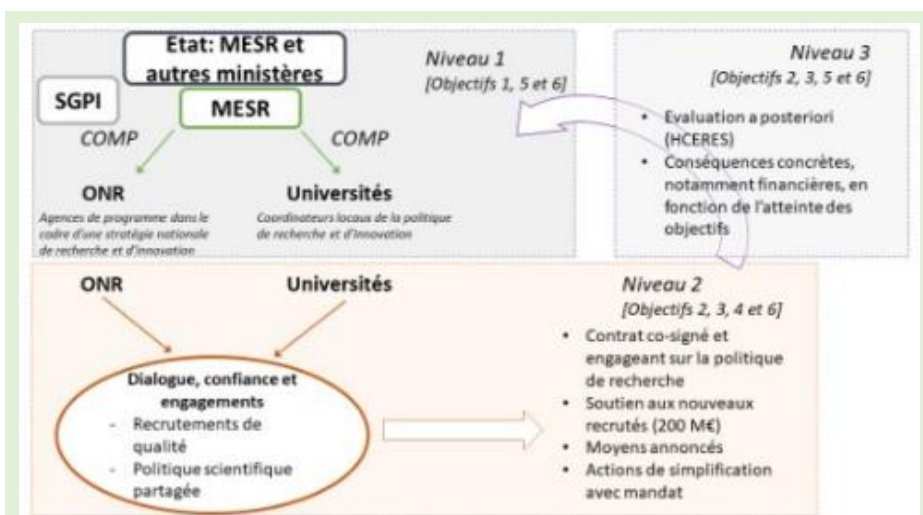 Etat: MESR et
autres ministères
SGPI
MESR
COMP
COMP
ONR
Agences de programme dans le
cadre d'une stratégie nationale
de recherche et d'innovation
Universités
Coordinateurs locaux de la politique
de recherche et d'Innovation
Niveau 1
[Objectifs 1, 5 et 6]
Niveau 3
[Objectifs 2, 3, 5 et 6]
• Evaluation a posteriori
(HCERES)
• Conséquences concrètes,
notamment financières, en
fonction de l'atteinte des
objectifs
ONR
Universités
Dialogue, confiance et
engagements
- Recrutements de
qualité
- Politique scientifique
partagée
Niveau 2
[Objectifs 2, 3, 4 et 6]
• Contrat co-signé et
engageant sur la politique
de recherche
• Soutien aux nouveaux
recrutés (200 M€)
• Moyens annoncés
• Actions de simplification
avec mandat